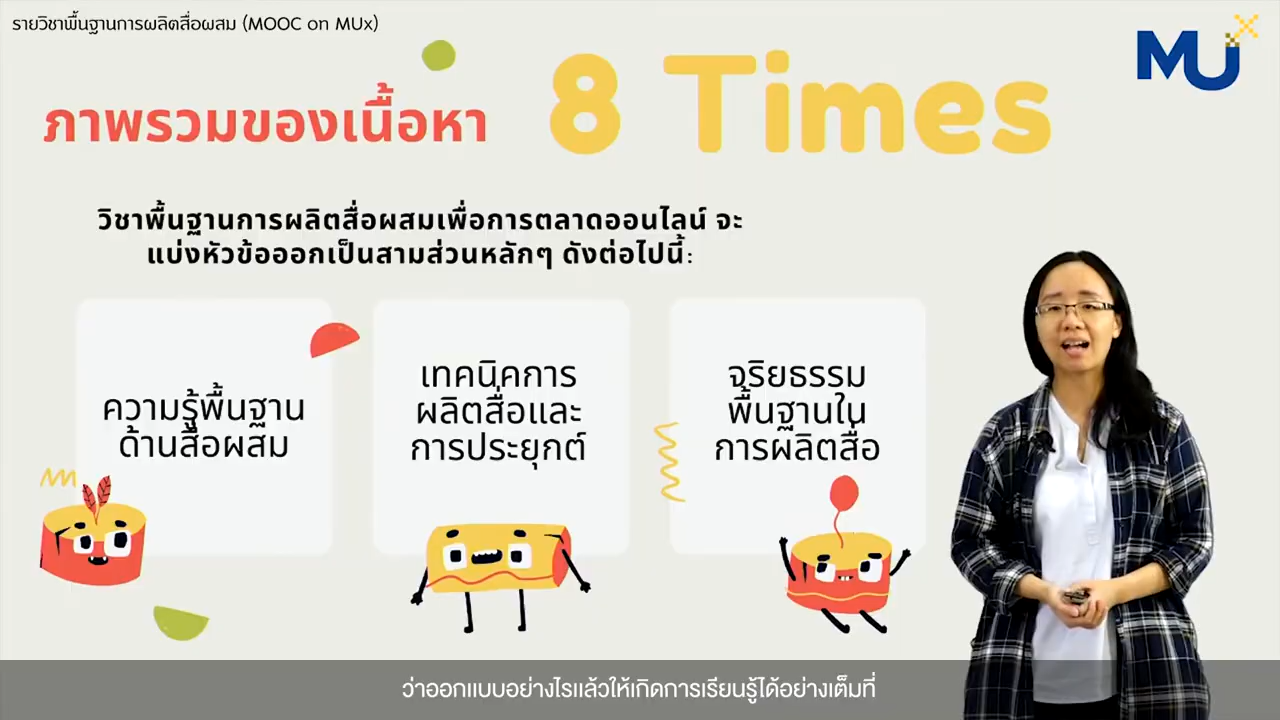 รายวิชาพื้นฐานการผลิตสื่อผสม (MOOC on MUx)
MUx
8 Times
ภาพรวมของเนื้อหา
วิชาพื้นฐานการผลิตสื่อผสมเพื่อการตลาดออนไลน์ จะ
แบ่งหัวข้อออกเป็นสามส่วนหลักๆ ดังต่อไปนี้:
ความรู้พื้นฐาน
ด้านสื่อผสม
เทคนิคการ
ผลิตสื่อและ
การประยุกต์
จริยธรรม
พื้นฐานใน
การผลิตสื่อ
ว่าออกแบบอย่างไรแล้วให้เกิดการเรียนรู้ได้อย่างเต็มที่